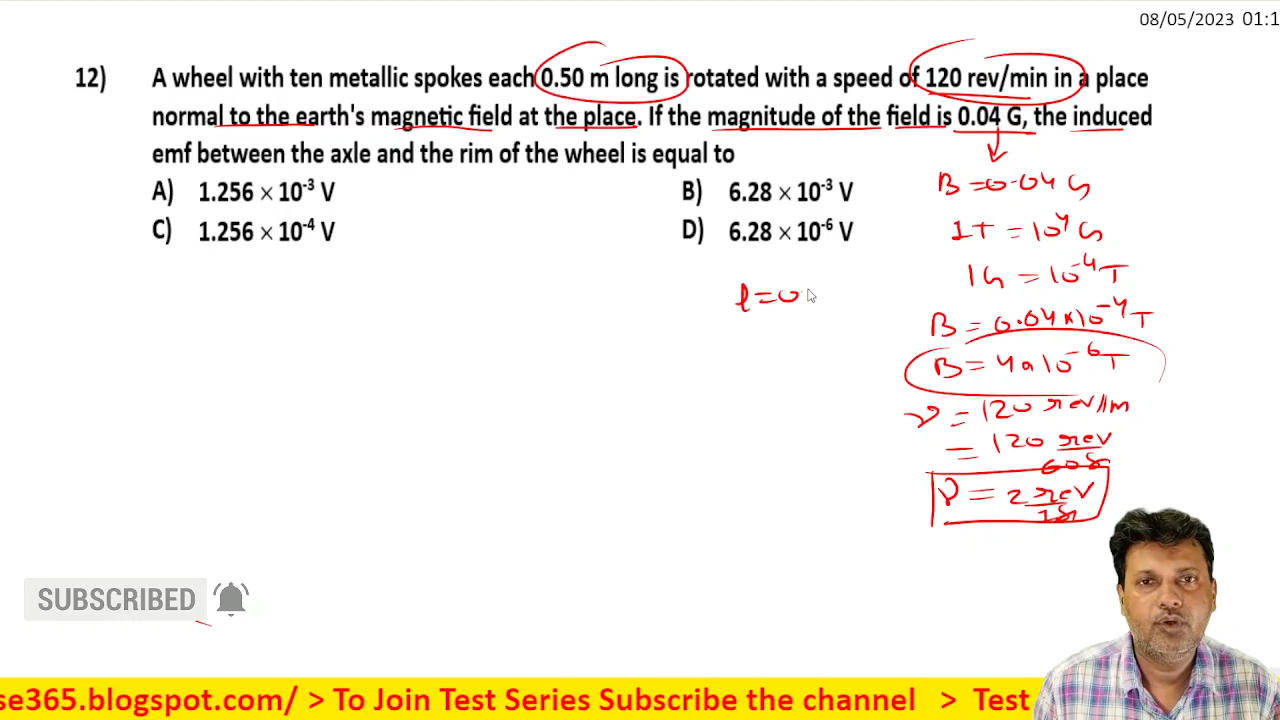 08/05/2023 01:1
12) A wheel with ten metallic spokes each 0.50 m long is rotated with a speed of 120 rev/min in a place
normal to the earth's magnetic field at the place. If the magnitude of the field is 0.04 G, the induced
emf between the axle and the rim of the wheel is equal to
A) 1.256 × 10⁻³ V B) 6.28 × 10⁻³ V
C) 1.256 × 10⁻⁴ V D) 6.28 × 10⁻⁶ V
B = 0.04 G
1T = 10⁴ G
1G = 10⁻⁴ T
l = 0
B = 0.04 × 10⁻⁴ T
B = 4 × 10⁻⁶ T
ν = 120 rev/m
= 120 rev/60s
ν = 2 rev/1s
SUBSCRIBED
se365.blogspot.com/ > To Join Test Series Subscribe the channel > Test